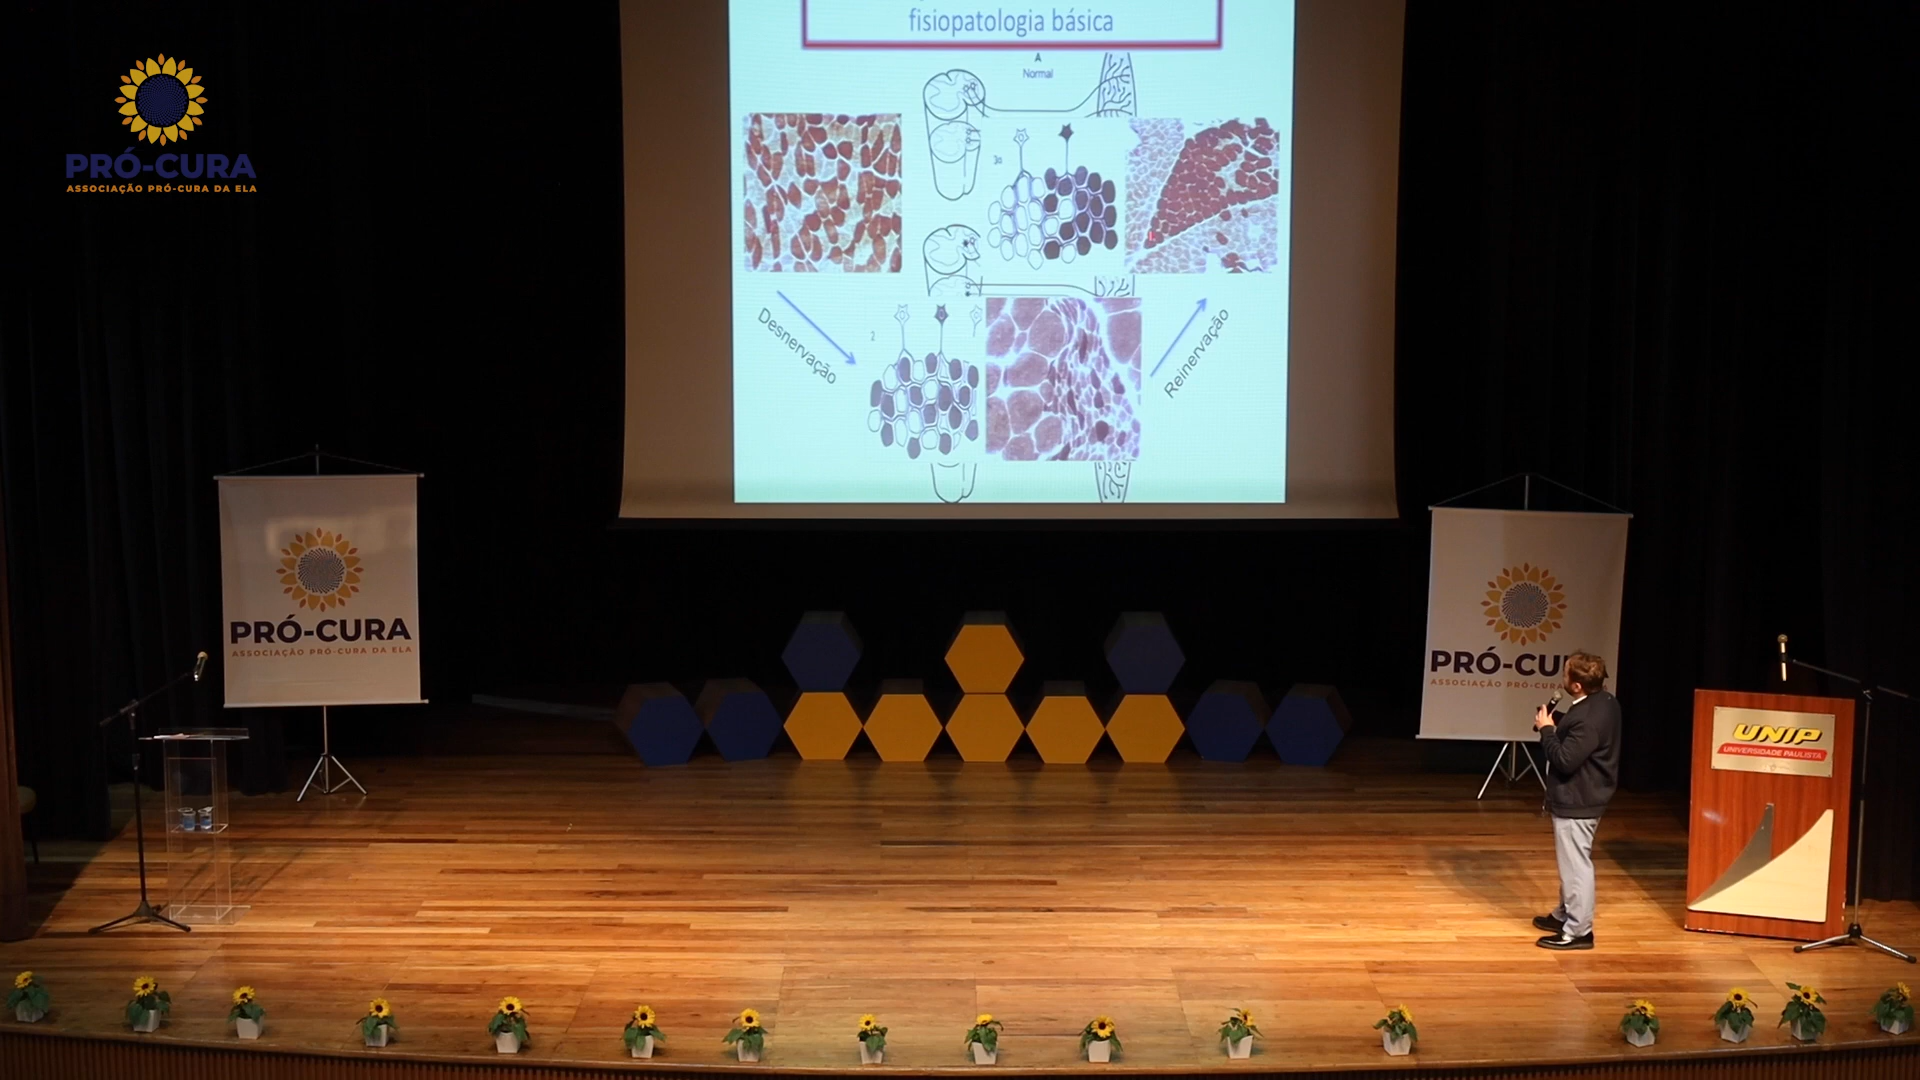 PRÓ-CURA
ASSOCIAÇÃO PRÓ-CURA DA ELA
fisiopatologia básica
A
Normal
Desnervação
2
Reinervação
PRÓ-CURA
ASSOCIAÇÃO PRÓ-CURA DA ELA
PRÓ-CU
ASSOCIAÇÃO PRÓ-CURA
UNIP
UNIVERSIDADE PAULISTA